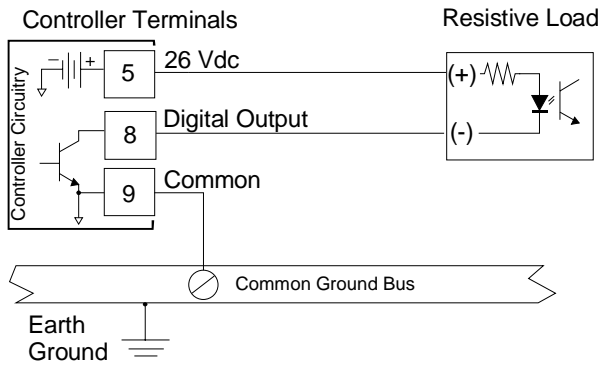 Controller Terminals
Resistive Load
Controller Circuitry
− +
5
26 Vdc
(+)
8
Digital Output
(-)
9
Common
Common Ground Bus
Earth
Ground